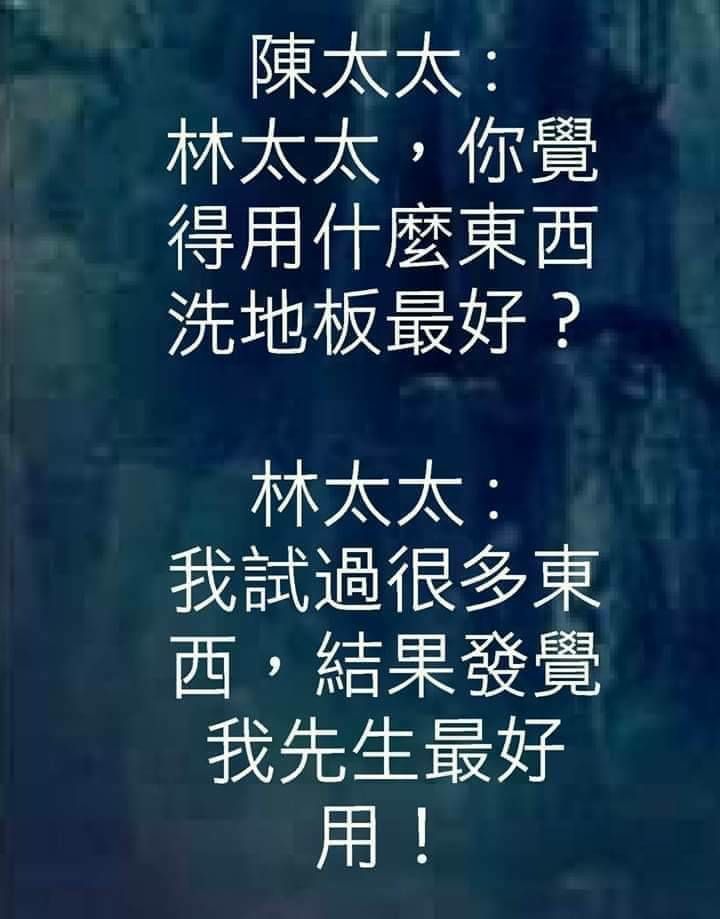 陳太太：
林太太，你覺
得用什麼東西
洗地板最好？
林太太：
我試過很多東
西，結果發覺
我先生最好
用！